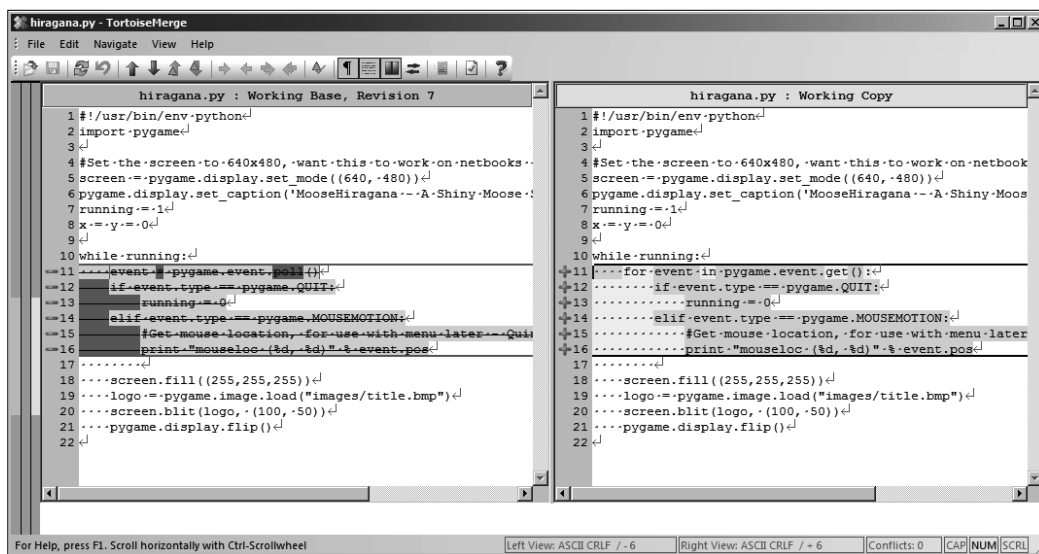 hiragana.py - TortoiseMerge
File Edit Navigate View Help
hiragana.py : Working Base, Revision 7
1 #!/usr/bin/env·python
2 import·pygame
3
4 #Set·the·screen·to·640x480,·want·this·to·work·on·netbooks·
5 screen·=·pygame.display.set_mode((640,·480))
6 pygame.display.set_caption('MooseHiragana·-·A·Shiny·Moose·
7 running·=·1
8 x·=·y·=·0
9
10 while·running:
11 ····event·=·pygame.event.poll()
12 ····if·event.type·==·pygame.QUIT:
13 ········running·=·0
14 ····elif·event.type·==·pygame.MOUSEMOTION:
15 ········#Get·mouse·location,·for·use·with·menu·later·-·Qui
16 ········print·"mouseloc·(%d,·%d)"·%·event.pos
17 ········
18 ····screen.fill((255,255,255))
19 ····logo·=·pygame.image.load("images/title.bmp")
20 ····screen.blit(logo,·(100,·50))
21 ····pygame.display.flip()
22
hiragana.py : Working Copy
1 #!/usr/bin/env·python
2 import·pygame
3
4 #Set·the·screen·to·640x480,·want·this·to·work·on·netbook
5 screen·=·pygame.display.set_mode((640,·480))
6 pygame.display.set_caption('MooseHiragana·-·A·Shiny·Moos
7 running·=·1
8 x·=·y·=·0
9
10 while·running:
11 ····for·event·in·pygame.event.get():
12 ········if·event.type·==·pygame.QUIT:
13 ············running·=·0
14 ········elif·event.type·==·pygame.MOUSEMOTION:
15 ············#Get·mouse·location,·for·use·with·menu·later
16 ············print·"mouseloc·(%d,·%d)"·%·event.pos
17 ········
18 ····screen.fill((255,255,255))
19 ····logo·=·pygame.image.load("images/title.bmp")
20 ····screen.blit(logo,·(100,·50))
21 ····pygame.display.flip()
22
For Help, press F1. Scroll horizontally with Ctrl-Scrollwheel
Left View: ASCII CRLF / - 6
Right View: ASCII CRLF / + 6
Conflicts: 0
CAP NUM SCRL